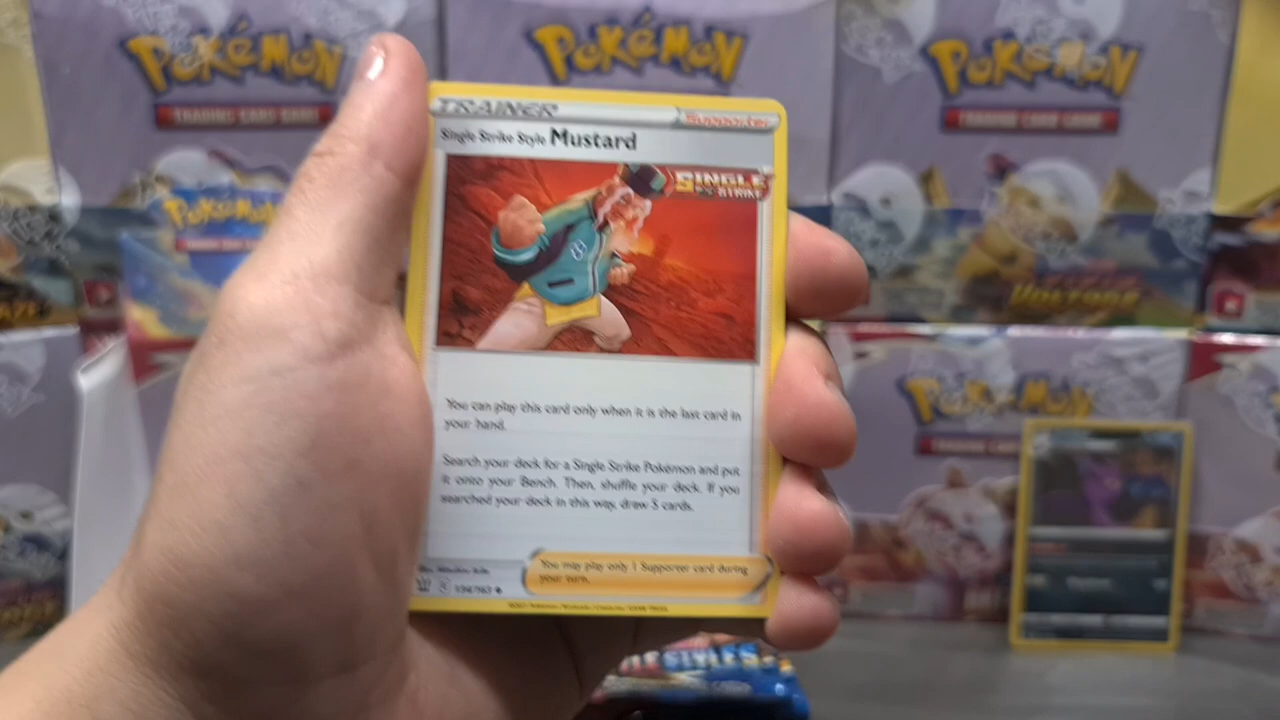 Pokémon
TRADING CARD GAME
Pokémon
Pokémon
TRADING CARD GAME
Pokémon
TRAINER
Supporter
Single Strike Style Mustard
SINGLE
STRIKE
You can play this card only when it is the last card in
your hand.
Search your deck for a Single Strike Pokémon and put
it onto your Bench. Then, shuffle your deck. If you
searched your deck in this way, draw 5 cards.
You may play only 1 Supporter card during
your turn.
VOLTAGE
Pokémon
STYLES